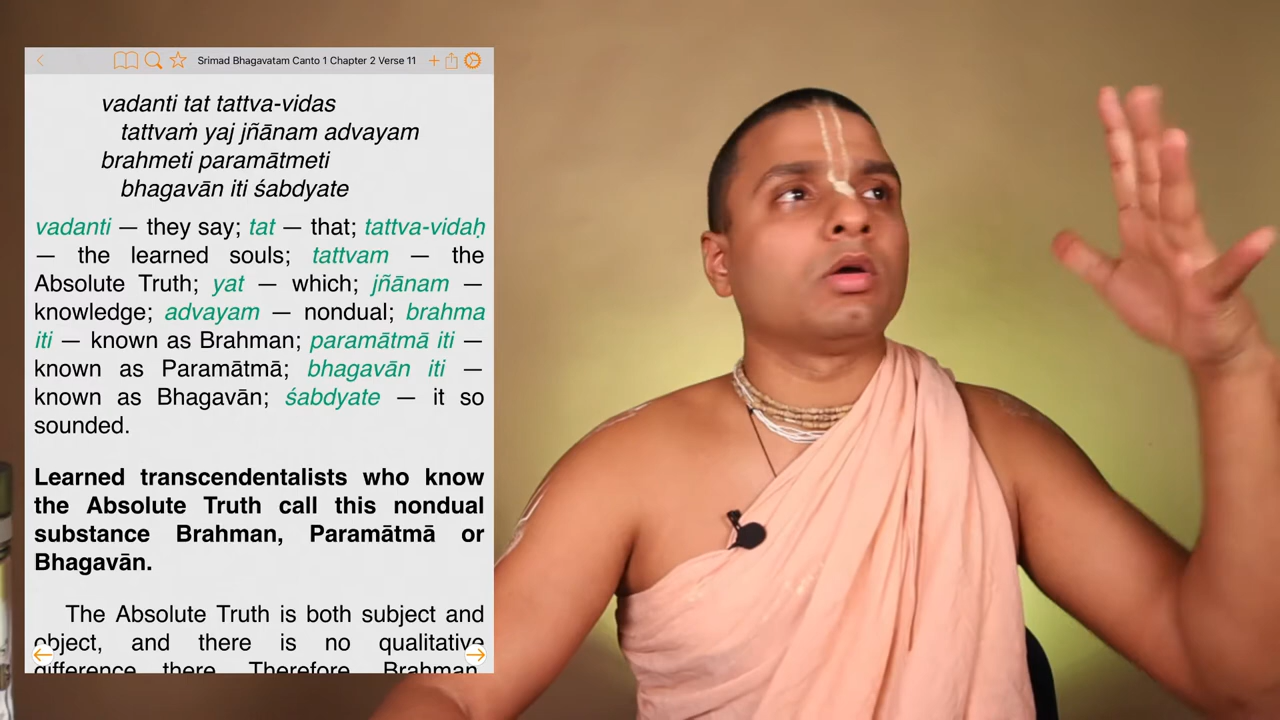 Srimad Bhagavatam Canto 1 Chapter 2 Verse 11
vadanti tat tattva-vidas
tattvaṁ yaj jñānam advayam
brahmeti paramātmeti
bhagavān iti śabdyate
vadanti — they say; tat — that; tattva-vidaḥ
— the learned souls; tattvam — the
Absolute Truth; yat — which; jñānam —
knowledge; advayam — nondual; brahma
iti — known as Brahman; paramātmā iti —
known as Paramātmā; bhagavān iti —
known as Bhagavān; śabdyate — it so
sounded.
Learned transcendentalists who know
the Absolute Truth call this nondual
substance Brahman, Paramātmā or
Bhagavān.
The Absolute Truth is both subject and
object, and there is no qualitative
difference there. Therefore, Brahman,